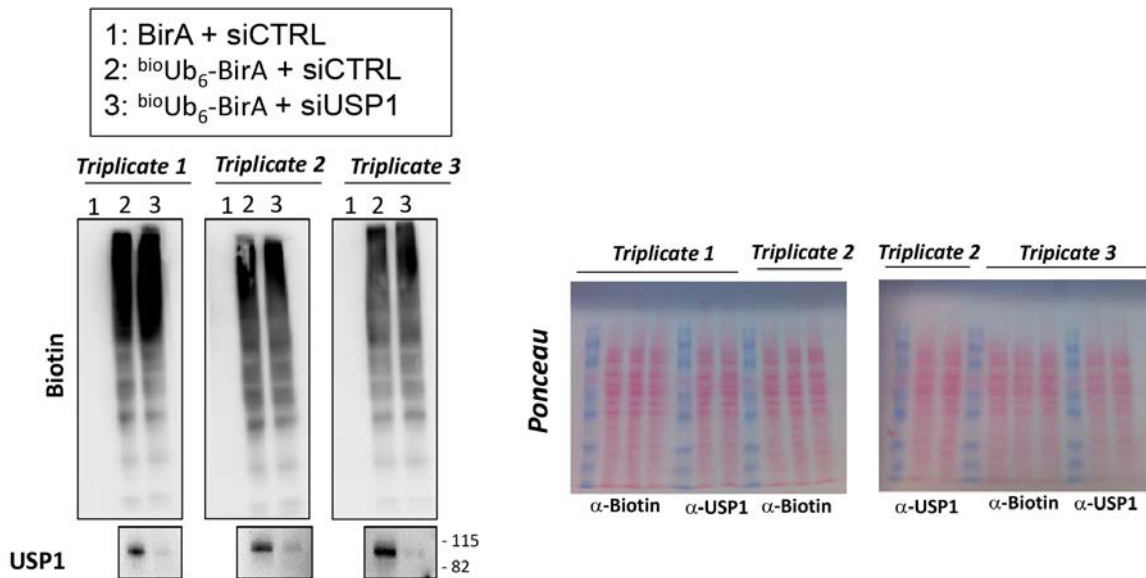 1: BirA + siCTRL
2: bioUb6-BirA + siCTRL
3: bioUb6-BirA + siUSP1
Triplicate 1 Triplicate 2 Triplicate 3
1 2 3 1 2 3 1 2 3
Biotin
USP1
- 115
- 82
Triplicate 1 Triplicate 2
Ponceau
α-Biotin α-USP1 α-Biotin
Triplicate 2 Tripicate 3
α-USP1 α-Biotin α-USP1